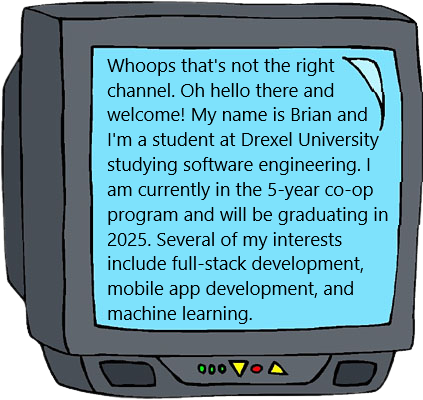 Whoops that's not the right
channel. Oh hello there and
welcome! My name is Brian and
I'm a student at Drexel University
studying software engineering. I
am currently in the 5-year co-op
program and will be graduating in
2025. Several of my interests
include full-stack development,
mobile app development, and
machine learning.